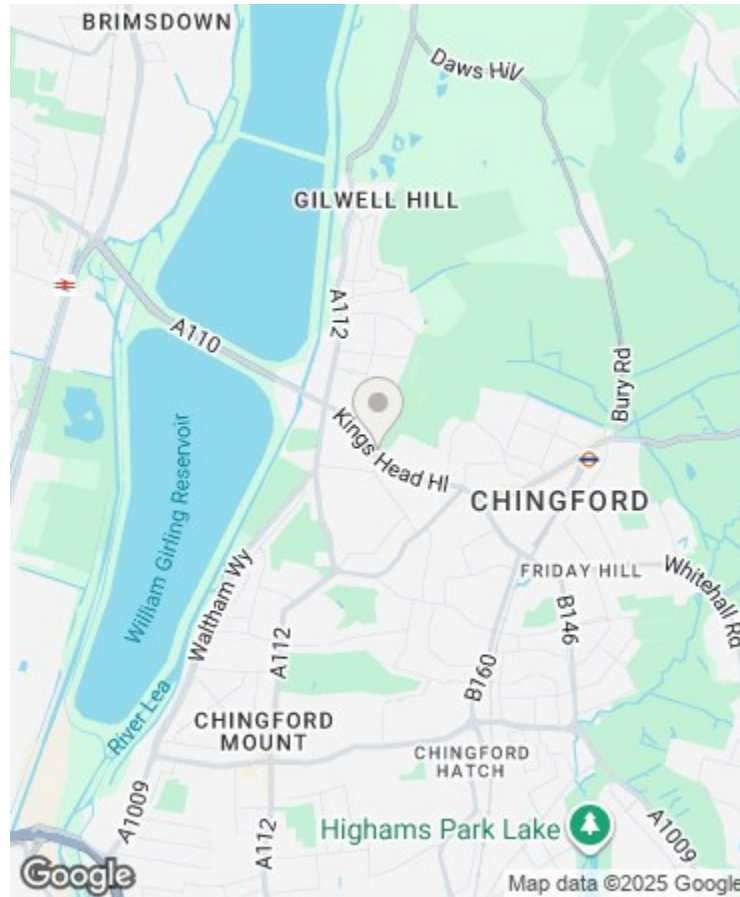 BRIMSDOWN
Daws Hill
GILWELL HILL
A112
A110
Bury Rd
Kings Head Hl
William Girling Reservoir
CHINGFORD
FRIDAY HILL
Whitehall Rd
Waltham Wy
B146
A112
B160
River Lea
CHINGFORD
MOUNT
CHINGFORD
HATCH
A1009
A112
Highams Park Lake
A1009
Google
Map data ©2025 Google